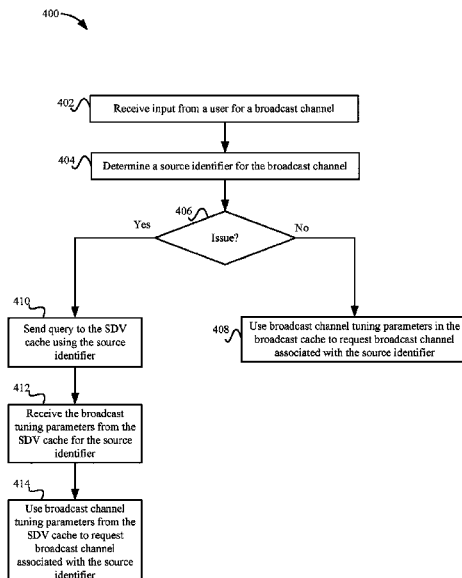 400
402
Receive input from a user for a broadcast channel
404
Determine a source identifier for the broadcast channel
406
Issue?
Yes
No
410
Send query to the SDV
cache using the source
identifier
408
Use broadcast channel tuning parameters in the
broadcast cache to request broadcast channel
associated with the source identifier
412
Receive the broadcast
tuning parameters from the
SDV cache for the source
identifier
414
Use broadcast channel
tuning parameters from the
SDV cache to request
broadcast channel
associated with the source
identifier